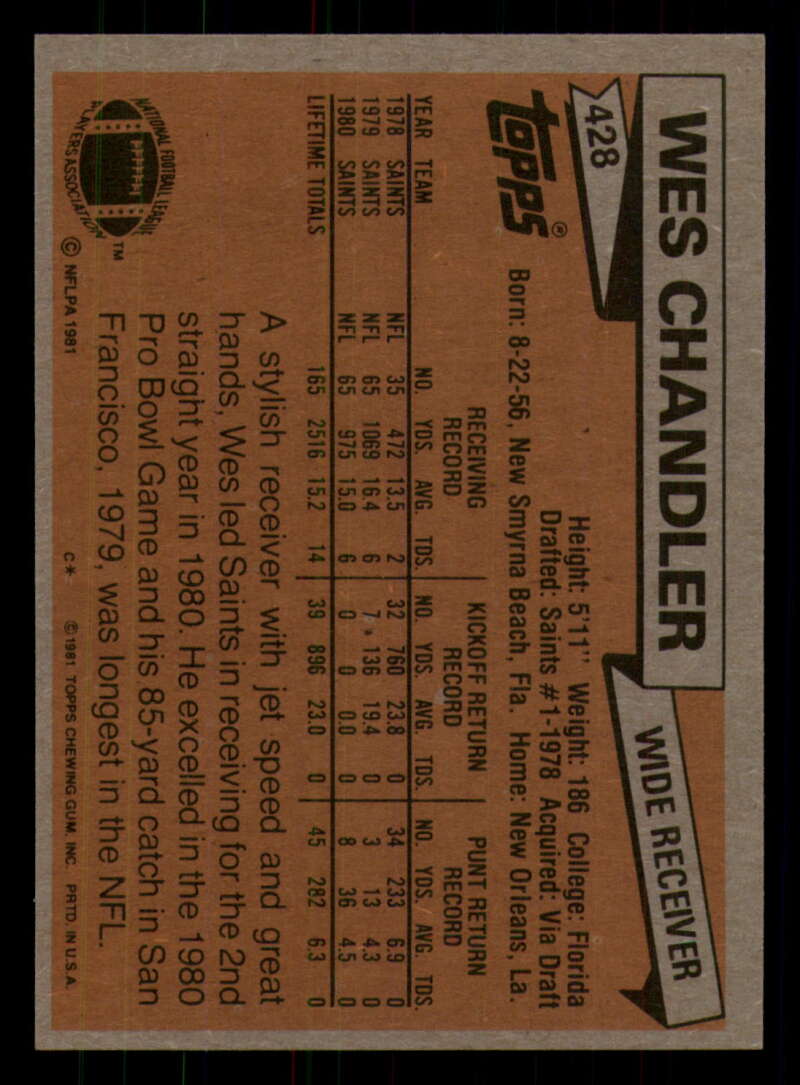 428
WES CHANDLER
WIDE RECEIVER
Topps®
Height: 5'11" Weight: 186 College: Florida
Drafted: Saints #1-1978 Acquired: Via Draft
Born: 8-22-56, New Smyrna Beach, Fla. Home: New Orleans, La.
RECEIVING RECORD KICKOFF RETURN RECORD PUNT RETURN RECORD
YEAR TEAM NO. YDS. AVG. TDS. NO. YDS. AVG. TDS. NO. YDS. AVG. TDS.
1978 SAINTS NFL 35 472 13.5 2 32 760 23.8 0 34 233 6.9 0
1979 SAINTS NFL 65 1069 16.4 6 7 136 19.4 0 3 13 4.3 0
1980 SAINTS NFL 65 975 15.0 6 0 0 0.0 0 8 36 4.5 0
LIFETIME TOTALS 165 2516 15.2 14 39 896 23.0 0 45 282 6.3 0
A stylish receiver with jet speed and great
hands, Wes led Saints in receiving for the 2nd
straight year in 1980. He excelled in the 1980
Pro Bowl Game and his 85-yard catch in San
Francisco, 1979, was longest in the NFL.
NATIONAL FOOTBALL LEAGUE
PLAYERS ASSOCIATION
TM
© NFLPA 1981
C* © 1981 TOPPS CHEWING GUM, INC. PRTD. IN U.S.A.